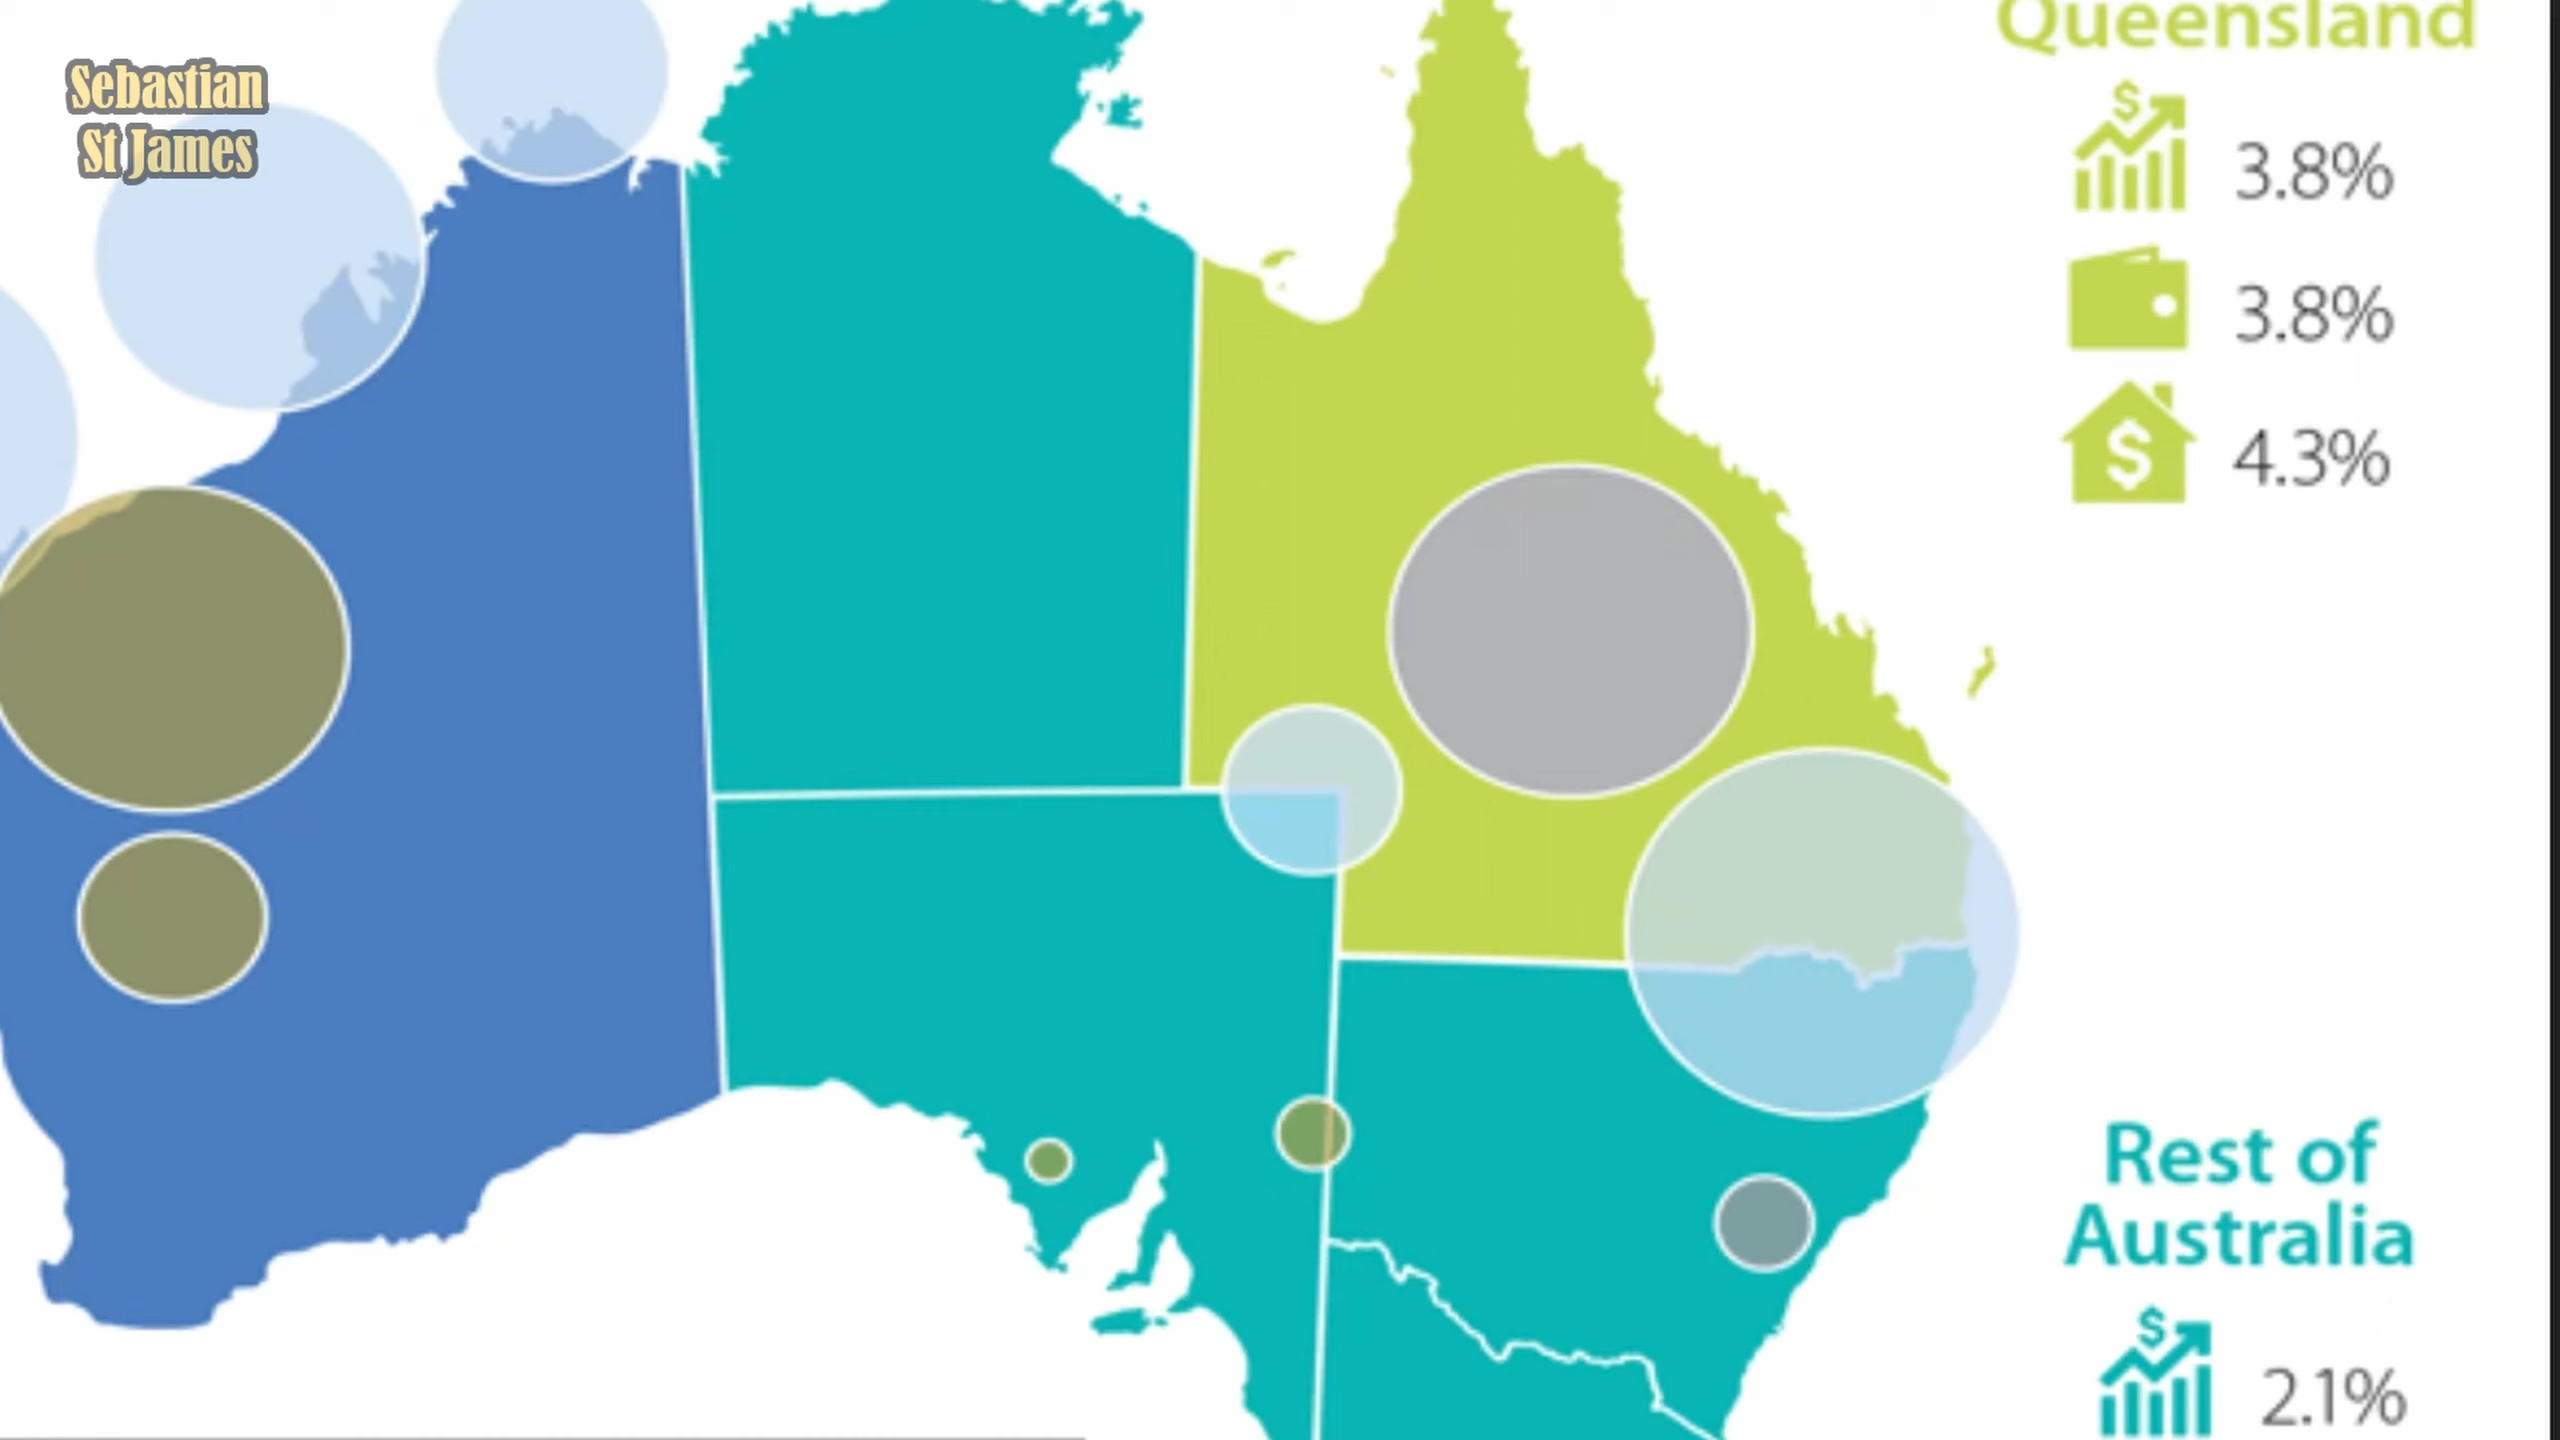 Sebastian
St James
Queensland
$
3.8%
3.8%
$
4.3%
Rest of
Australia
$
2.1%